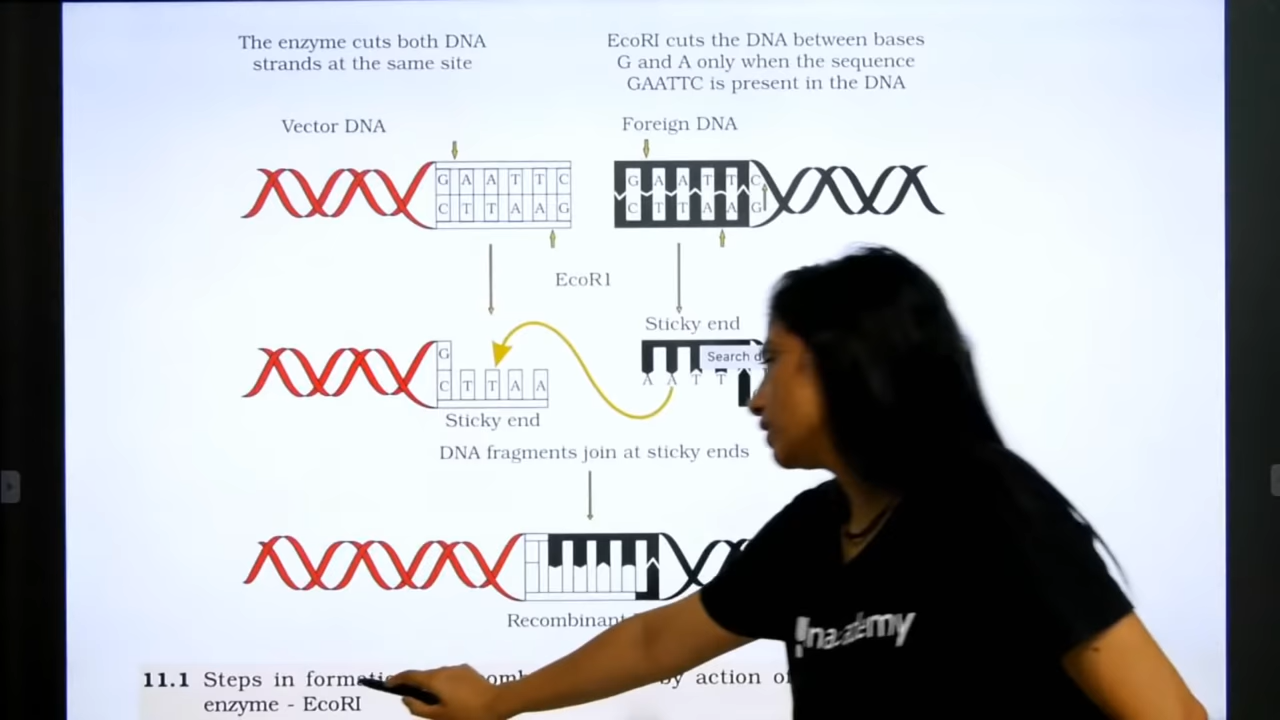 The enzyme cuts both DNA
strands at the same site
EcoRI cuts the DNA between bases
G and A only when the sequence
GAATTC is present in the DNA
Vector DNA
Foreign DNA
G A A T T C
C T T A A G
G A A T T C
C T T A A G
EcoR1
Sticky end
Search
G
C T T A A
A A T T
Sticky end
DNA fragments join at sticky ends
Recombinant
11.1 Steps in by action
enzyme - EcoRI